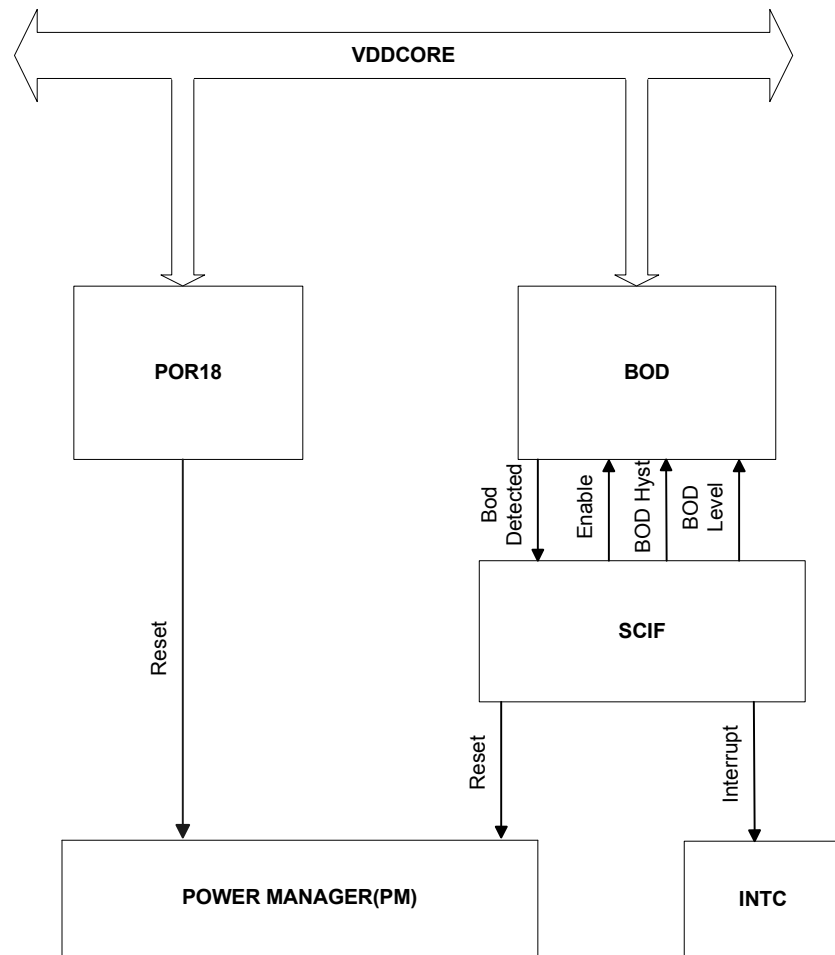 VDDCORE
POR18
BOD
Bod
Detected
Enable
BOD Hyst
BOD
Level
SCIF
Reset
Reset
Interrupt
POWER MANAGER(PM)
INTC